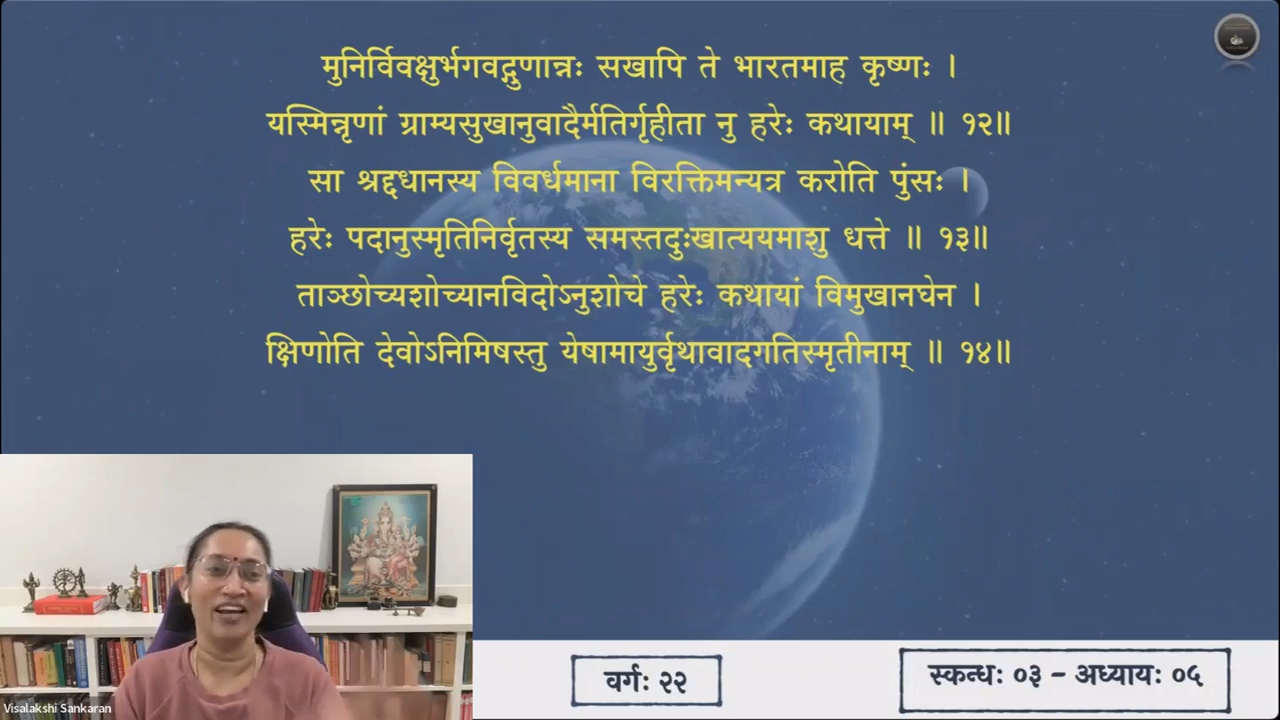 मुनिर्विवक्षुर्भगवद्गुणान्नः सखापि ते भारतमाह कृष्णः ।
यस्मिन्नृणां ग्राम्यसुखानुवादैर्मतिर्गृहीता नु हरेः कथायाम् ॥ १२॥
सा श्रद्दधानस्य विवर्धमाना विरक्तिमन्यत्र करोति पुंसः ।
हरेः पदानुस्मृतिनिर्वृतस्य समस्तदुःखात्ययमाशु धत्ते ॥ १३॥
ताञ्छोच्यशोच्यानविदोऽनुशोचे हरेः कथायां विमुखानघेन ।
क्षिणोति देवोऽनिमिषस्तु येषामायुर्वृथावादगतिस्मृतीनाम् ॥ १४॥
Visalakshi Sankaran
वर्गः २२
स्कन्धः ०३ - अध्यायः ०५